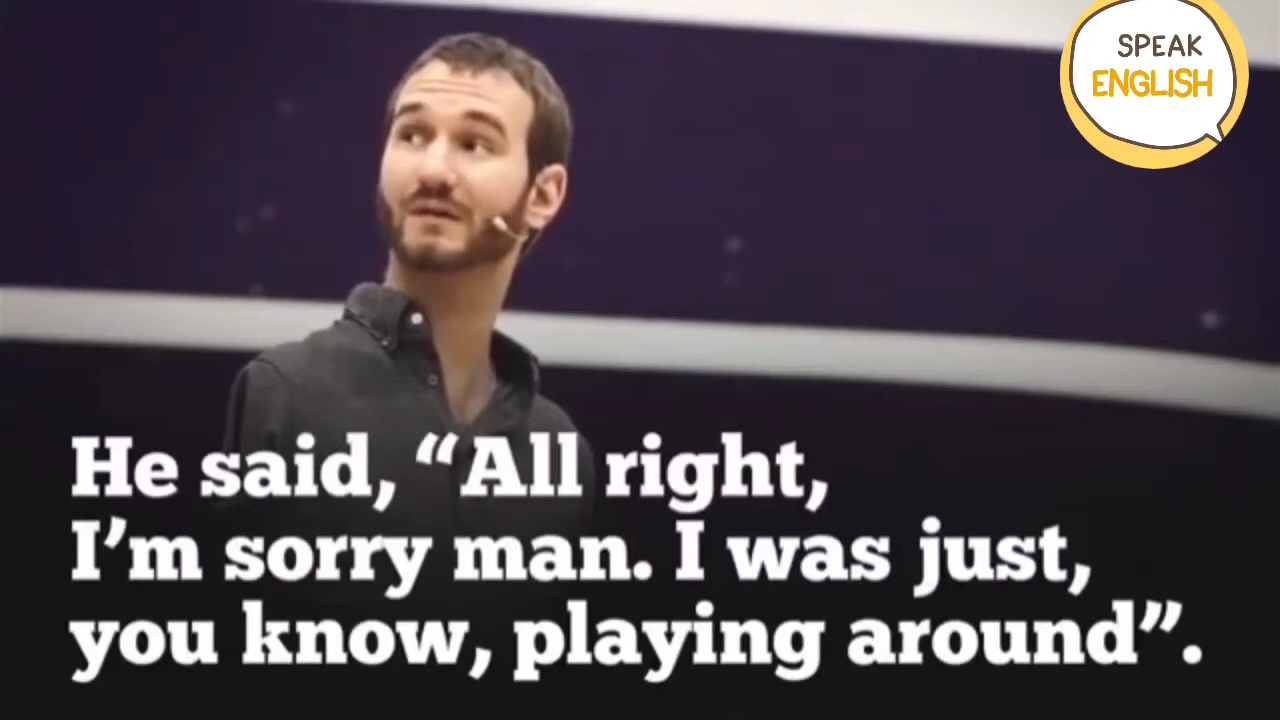 SPEAK
ENGLISH
He said, “All right,
I’m sorry man. I was just,
you know, playing around”.